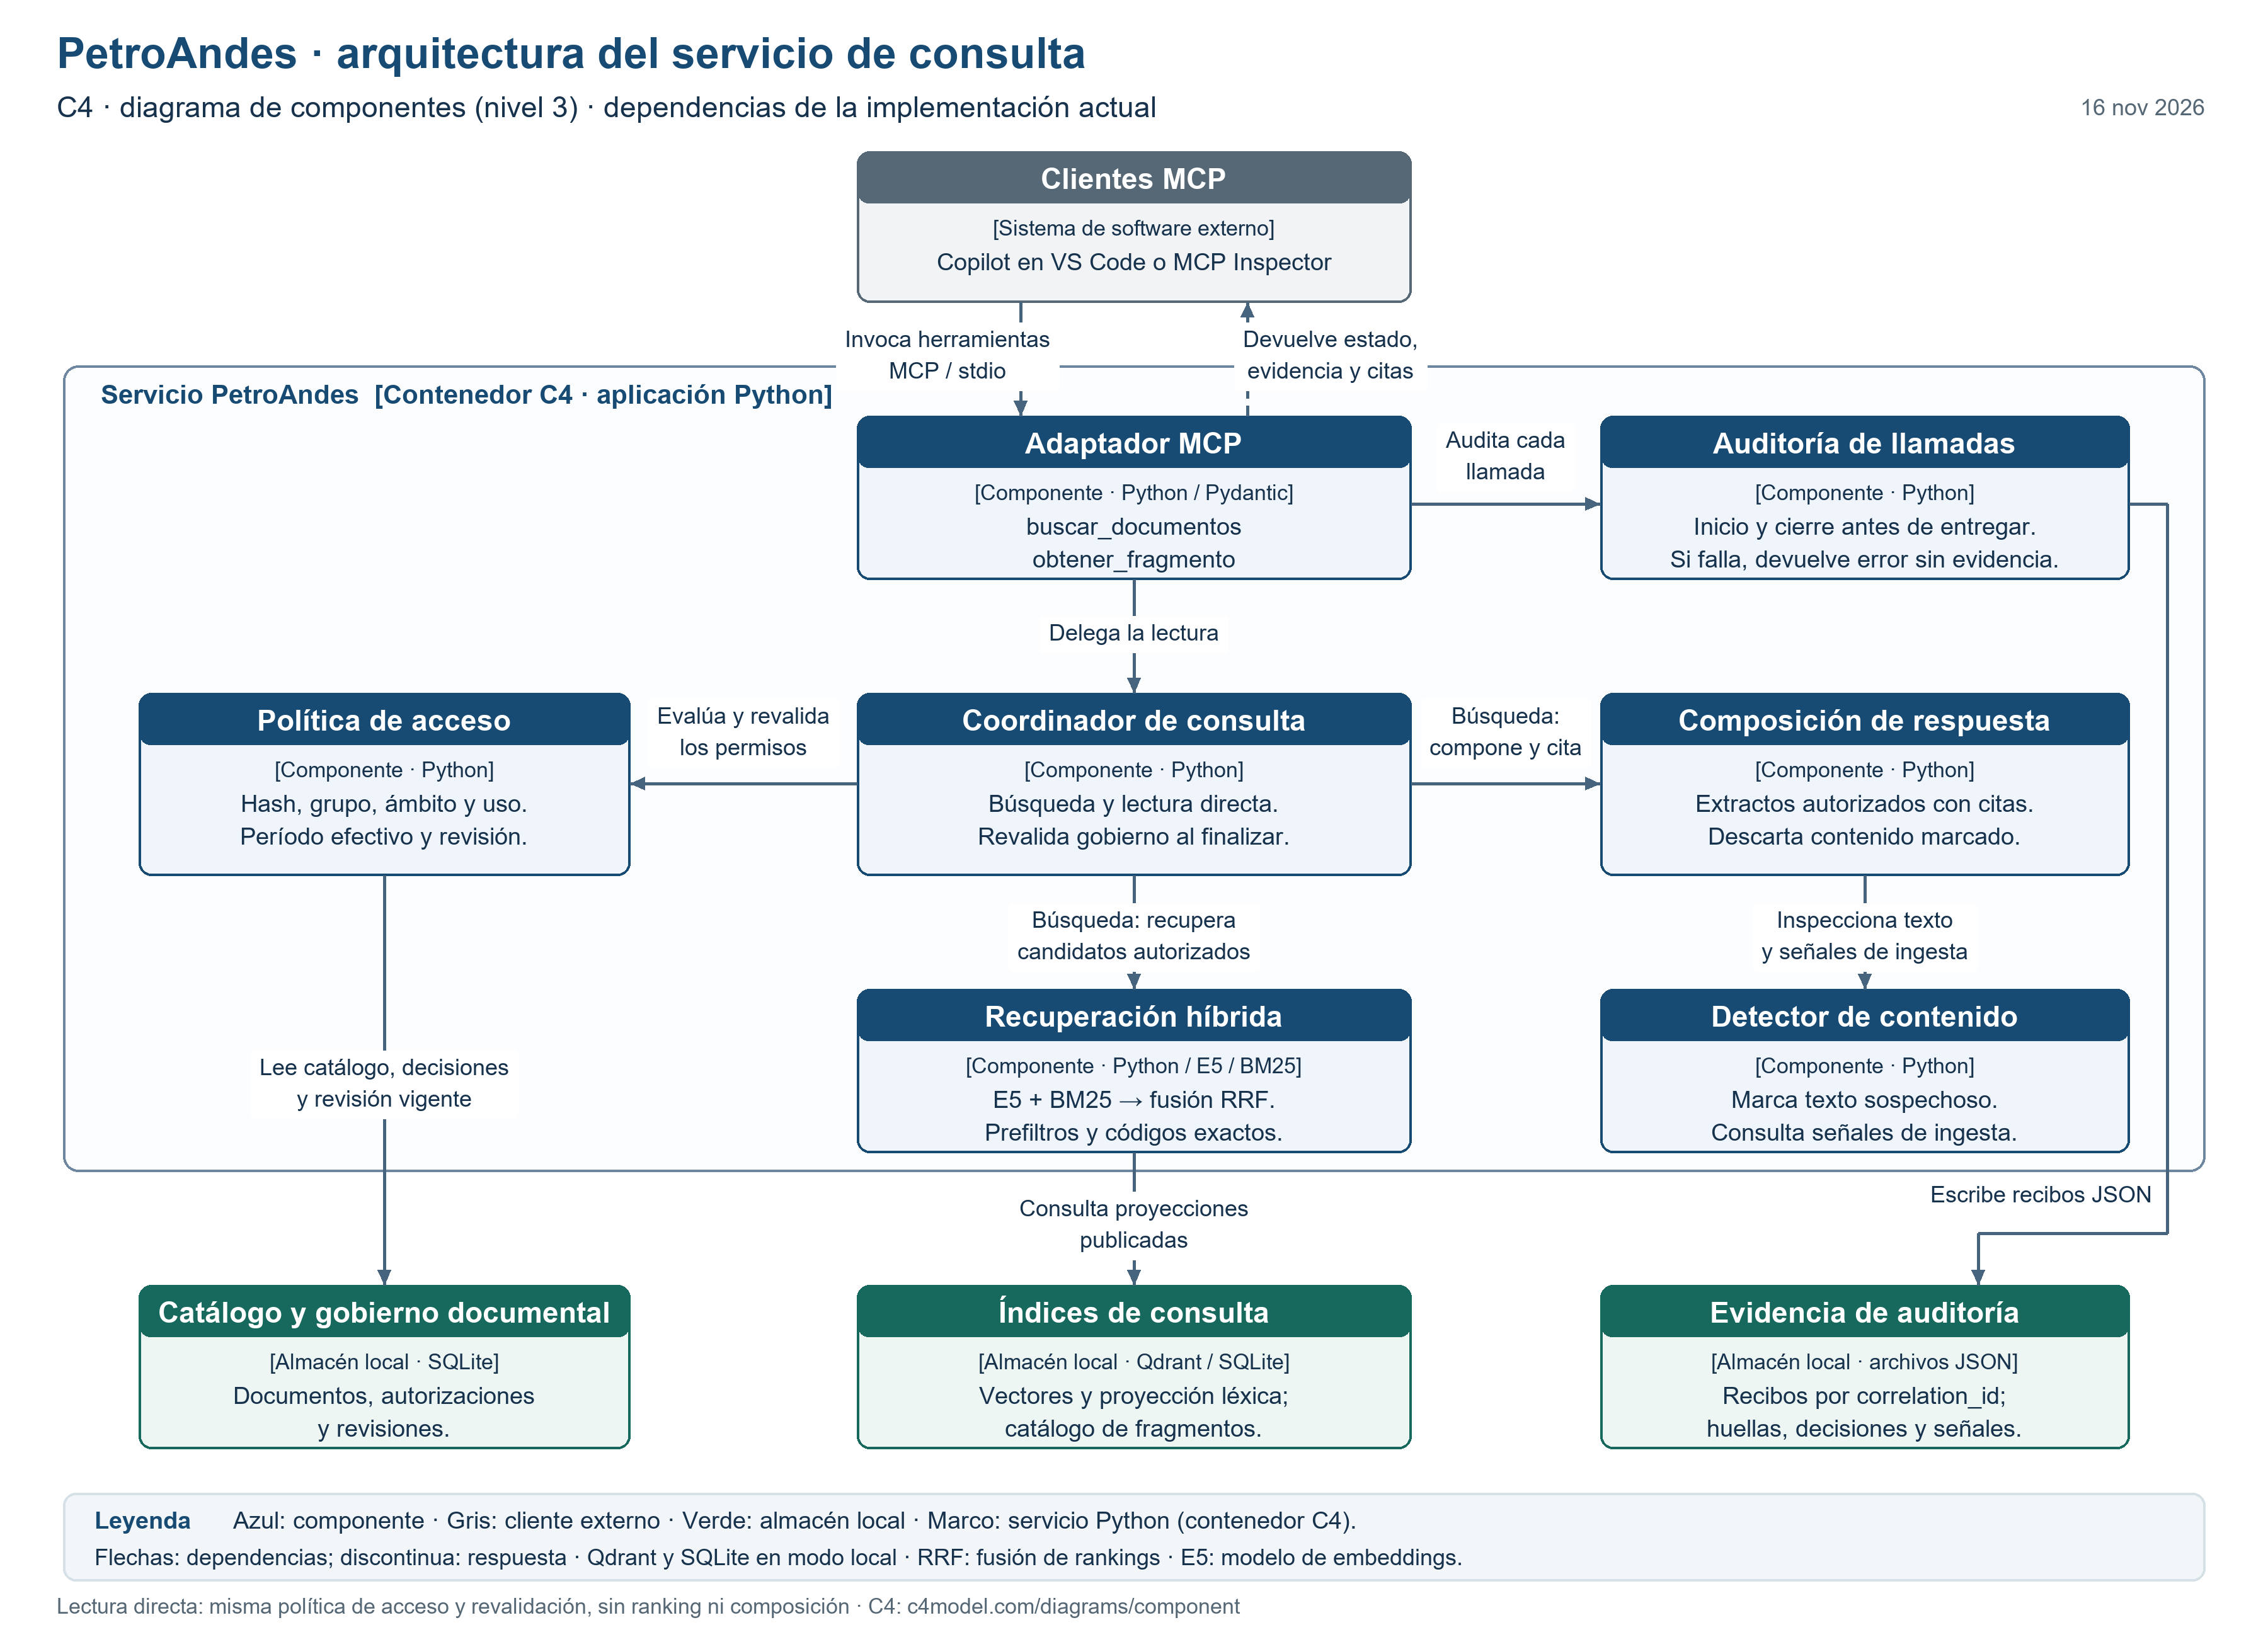 PetroAndes · arquitectura del servicio de consulta
C4 · diagrama de componentes (nivel 3) · dependencias de la implementación actual
16 nov 2026
Clientes MCP
[Sistema de software externo]
Copilot en VS Code o MCP Inspector
Invoca herramientas
MCP / stdio
Devuelve estado,
evidencia y citas
Servicio PetroAndes [Contenedor C4 · aplicación Python]
Adaptador MCP
[Componente · Python / Pydantic]
buscar_documentos
obtener_fragmento
Audita cada
llamada
Auditoría de llamadas
[Componente · Python]
Inicio y cierre antes de entregar.
Si falla, devuelve error sin evidencia.
Delega la lectura
Política de acceso
[Componente · Python]
Hash, grupo, ámbito y uso.
Período efectivo y revisión.
Evalúa y revalida
los permisos
Coordinador de consulta
[Componente · Python]
Búsqueda y lectura directa.
Revalida gobierno al finalizar.
Búsqueda:
compone y cita
Composición de respuesta
[Componente · Python]
Extractos autorizados con citas.
Descarta contenido marcado.
Búsqueda: recupera
candidatos autorizados
Inspecciona texto
y señales de ingesta
Lee catálogo, decisiones
y revisión vigente
Recuperación híbrida
[Componente · Python / E5 / BM25]
E5 + BM25 → fusión RRF.
Prefiltros y códigos exactos.
Detector de contenido
[Componente · Python]
Marca texto sospechoso.
Consulta señales de ingesta.
Consulta proyecciones
publicadas
Escribe recibos JSON
Catálogo y gobierno documental
[Almacén local · SQLite]
Documentos, autorizaciones
y revisiones.
Índices de consulta
[Almacén local · Qdrant / SQLite]
Vectores y proyección léxica;
catálogo de fragmentos.
Evidencia de auditoría
[Almacén local · archivos JSON]
Recibos por correlation_id;
huellas, decisiones y señales.
Leyenda Azul: componente · Gris: cliente externo · Verde: almacén local · Marco: servicio Python (contenedor C4).
Flechas: dependencias; discontinua: respuesta · Qdrant y SQLite en modo local · RRF: fusión de rankings · E5: modelo de embeddings.
Lectura directa: misma política de acceso y revalidación, sin ranking ni composición · C4: c4model.com/diagrams/component